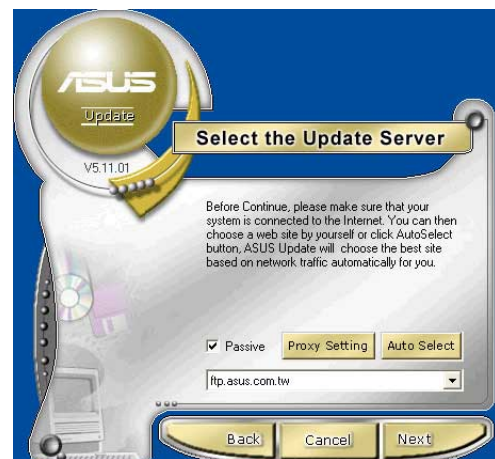 ASUS
Update
V5.11.01
Select the Update Server
Before Continue, please make sure that your
system is connected to the Internet. You can then
choose a web site by yourself or click AutoSelect
button, ASUS Update will choose the best site
based on network traffic automatically for you.
Passive Proxy Setting Auto Select
ftp.asus.com.tw
Back Cancel Next